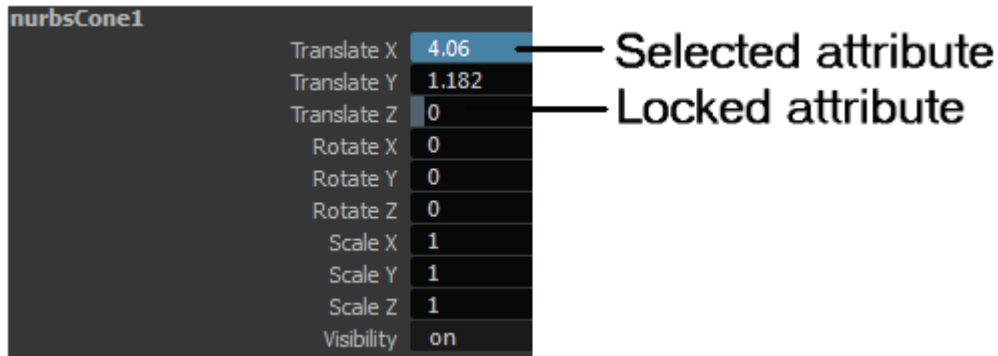 nurbsCone1
Translate X 4.06 Selected attribute
Translate Y 1.182
Translate Z 0 Locked attribute
Rotate X 0
Rotate Y 0
Rotate Z 0
Scale X 1
Scale Y 1
Scale Z 1
Visibility on